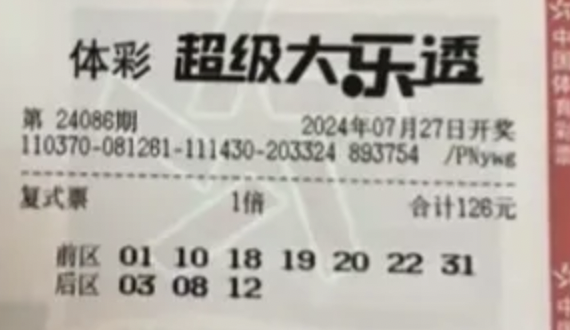 体彩 超级大乐透
第 24086期 2024年07月27日开奖
110370-081261-111430-203324 893754 /PNywg
复式票 1倍 合计126元
前区 01 10 18 19 20 22 31
后区 03 08 12
中国体育彩票
中